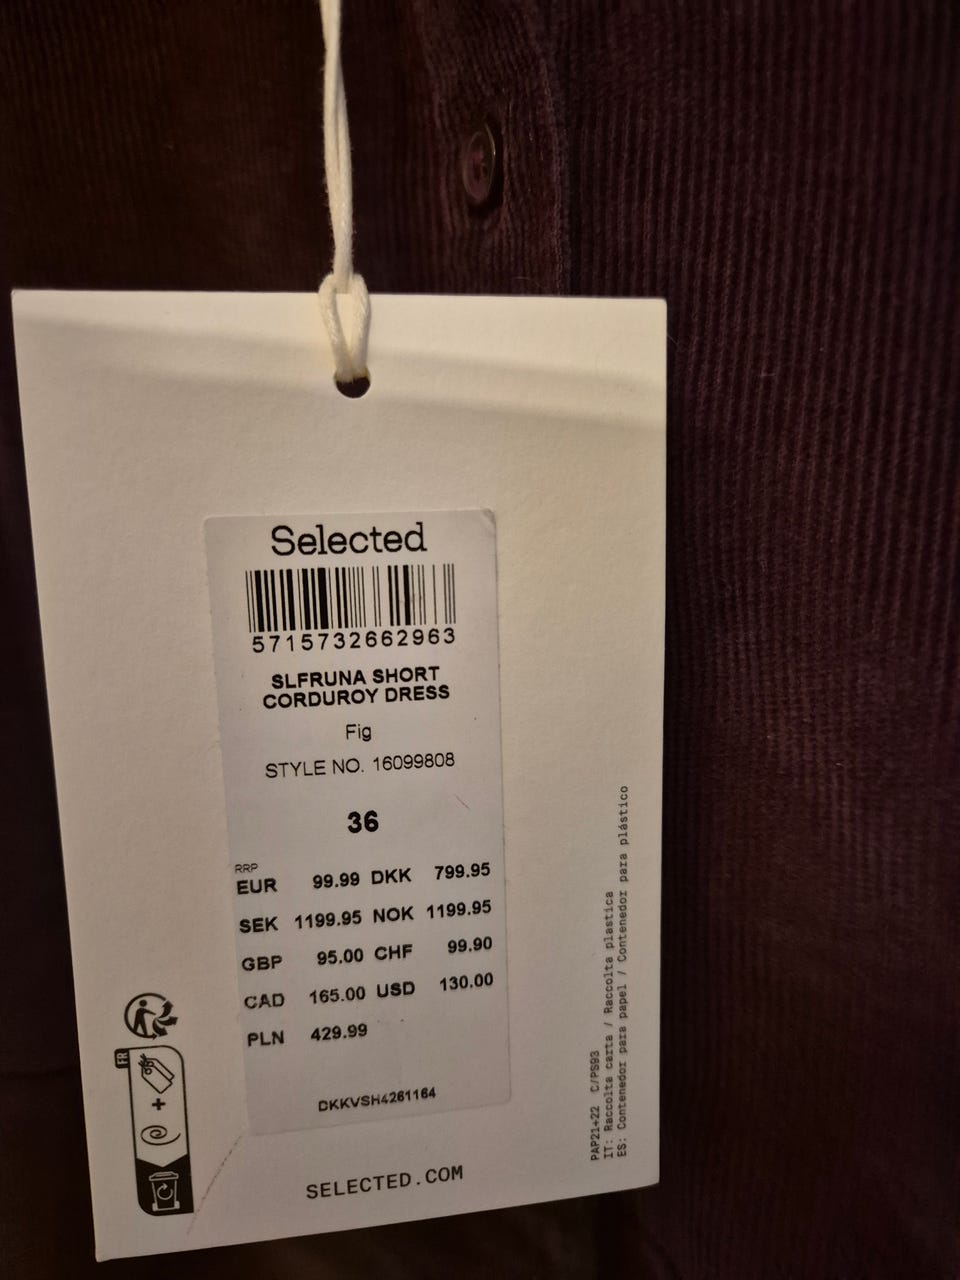 Selected
5715732662963
SLFRUNA SHORT
CORDUROY DRESS
Fig
STYLE NO. 16099808
36
RRP
EUR 99.99 DKK 799.95
SEK 1199.95 NOK 1199.95
GBP 95.00 CHF 99.90
CAD 165.00 USD 130.00
PLN 429.99
DKKVSH4261164
SELECTED.COM
FR
+
PAP21+22 C/PS93
IT: Raccolta carta / Raccolta plastica
ES: Contenedor para papel / Contenedor para plástico